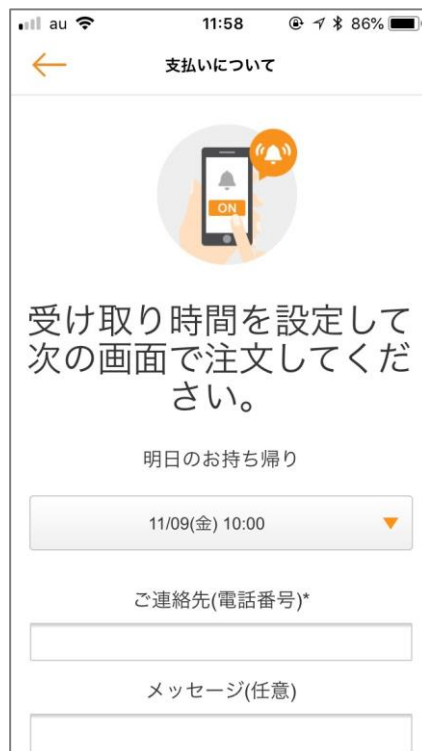 au 11:58 86%
支払いについて
ON
受け取り時間を設定して
次の画面で注文してくだ
さい。
明日のお持ち帰り
11/09(金) 10:00
ご連絡先(電話番号)*
メッセージ(任意)